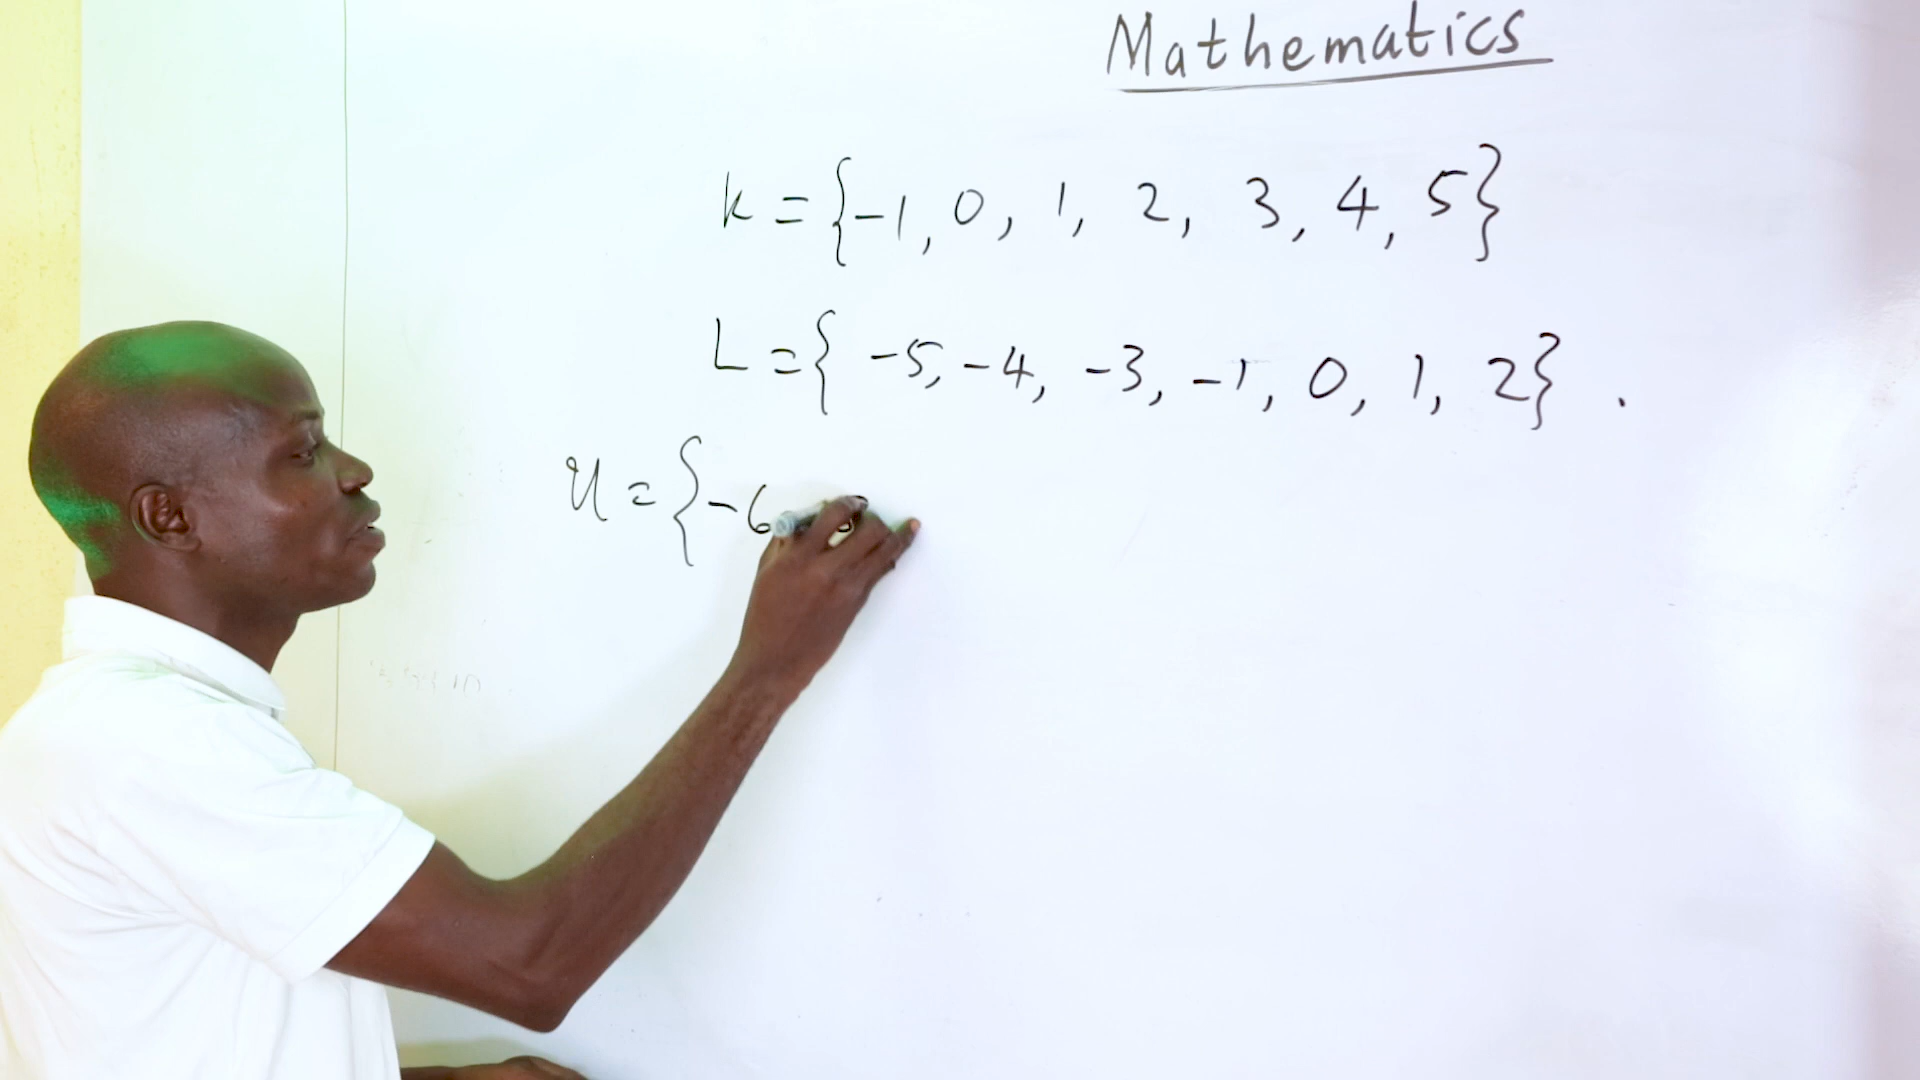 Mathematics
K = {-1, 0, 1, 2, 3, 4, 5}
L = { -5, -4, -3, -1, 0, 1, 2} .
U = {-6